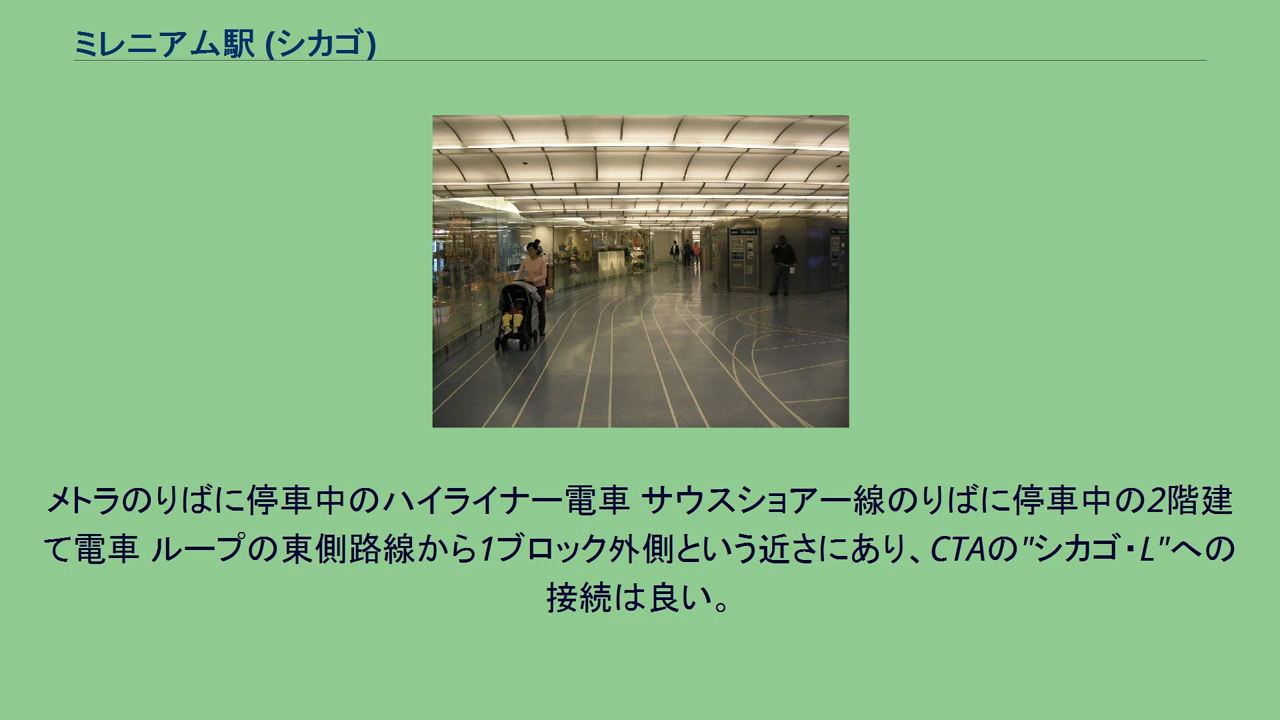 ミレニアム駅 (シカゴ)
メトラのりばに停車中のハイライナー電車 サウスショアー線のりばに停車中の2階建
て電車 ループの東側路線から1ブロック外側という近さにあり、CTAの"シカゴ・L"への
接続は良い。